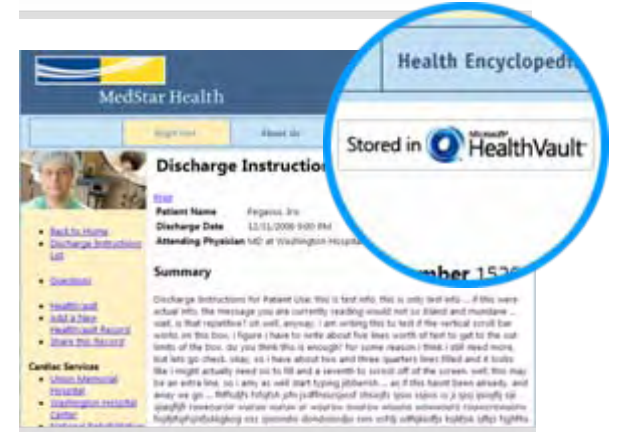 Health Encyclopedi
MedStar Health
About Us
Stored in Microsoft HealthVault
Discharge Instruction
Print
Patient Name Pegasus, Iris
Discharge Date 12/31/2006 9:00 PM
Attending Physician MD at Washington Hospital
Back to Home
Discharge Instructions
List
Questions
HealthVault
Add a New
HealthVault Record
Share this Record
Cardiac Services
Union Memorial
Hospital
Washington Hospital
Center
National Rehabilitation
Summary
mber 152
Discharge Instructions for Patient Use: this is test info, this is only test info ... if this were
actual info, the message you are currently reading would not so bland and mundane ...
wait, is that repetitive? oh well, anyway, i am writing this to test if the vertical scroll bar
works on this box. i figure i have to write about five lines worth of text to get to the out
limits of the box. do you think this is enough? for some reason i think i still need more,
but lets go check. okay, so i have about two and three quarters lines filled and it looks
like i might actually need six to fill and a seventh to scroll off of the screen. well, this may
be an extra line, so i amy as well start typing jibberish ... as if this hasnt been already. and
away we go ...